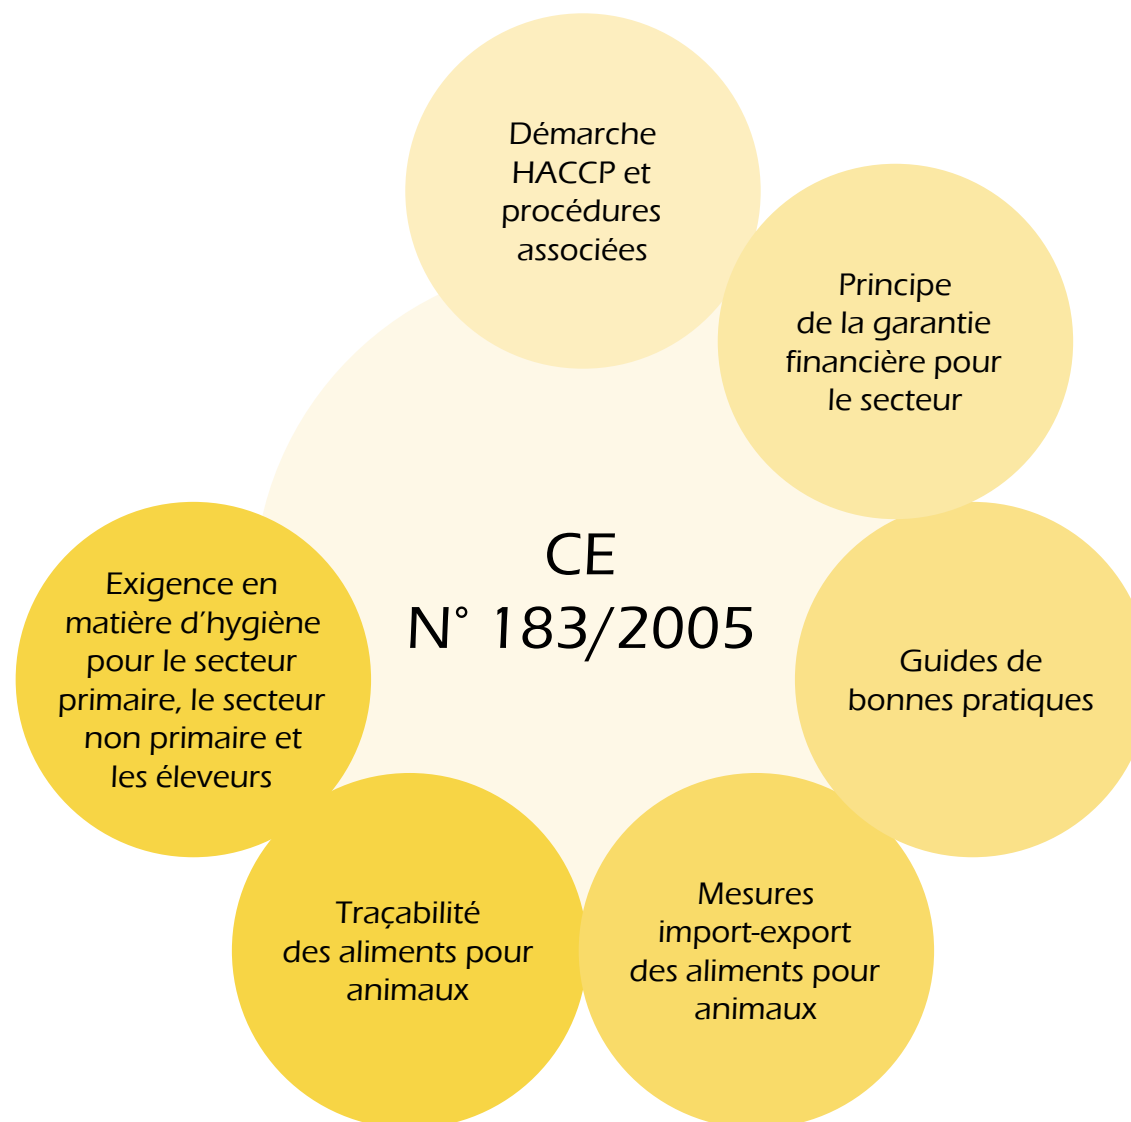 Démarche
HACCP et
procédures
associées
Principe
de la garantie
financière pour
le secteur
CE
N° 183/2005
Exigence en
matière d’hygiène
pour le secteur
primaire, le secteur
non primaire et
les éleveurs
Guides de
bonnes pratiques
Traçabilité
des aliments pour
animaux
Mesures
import-export
des aliments pour
animaux